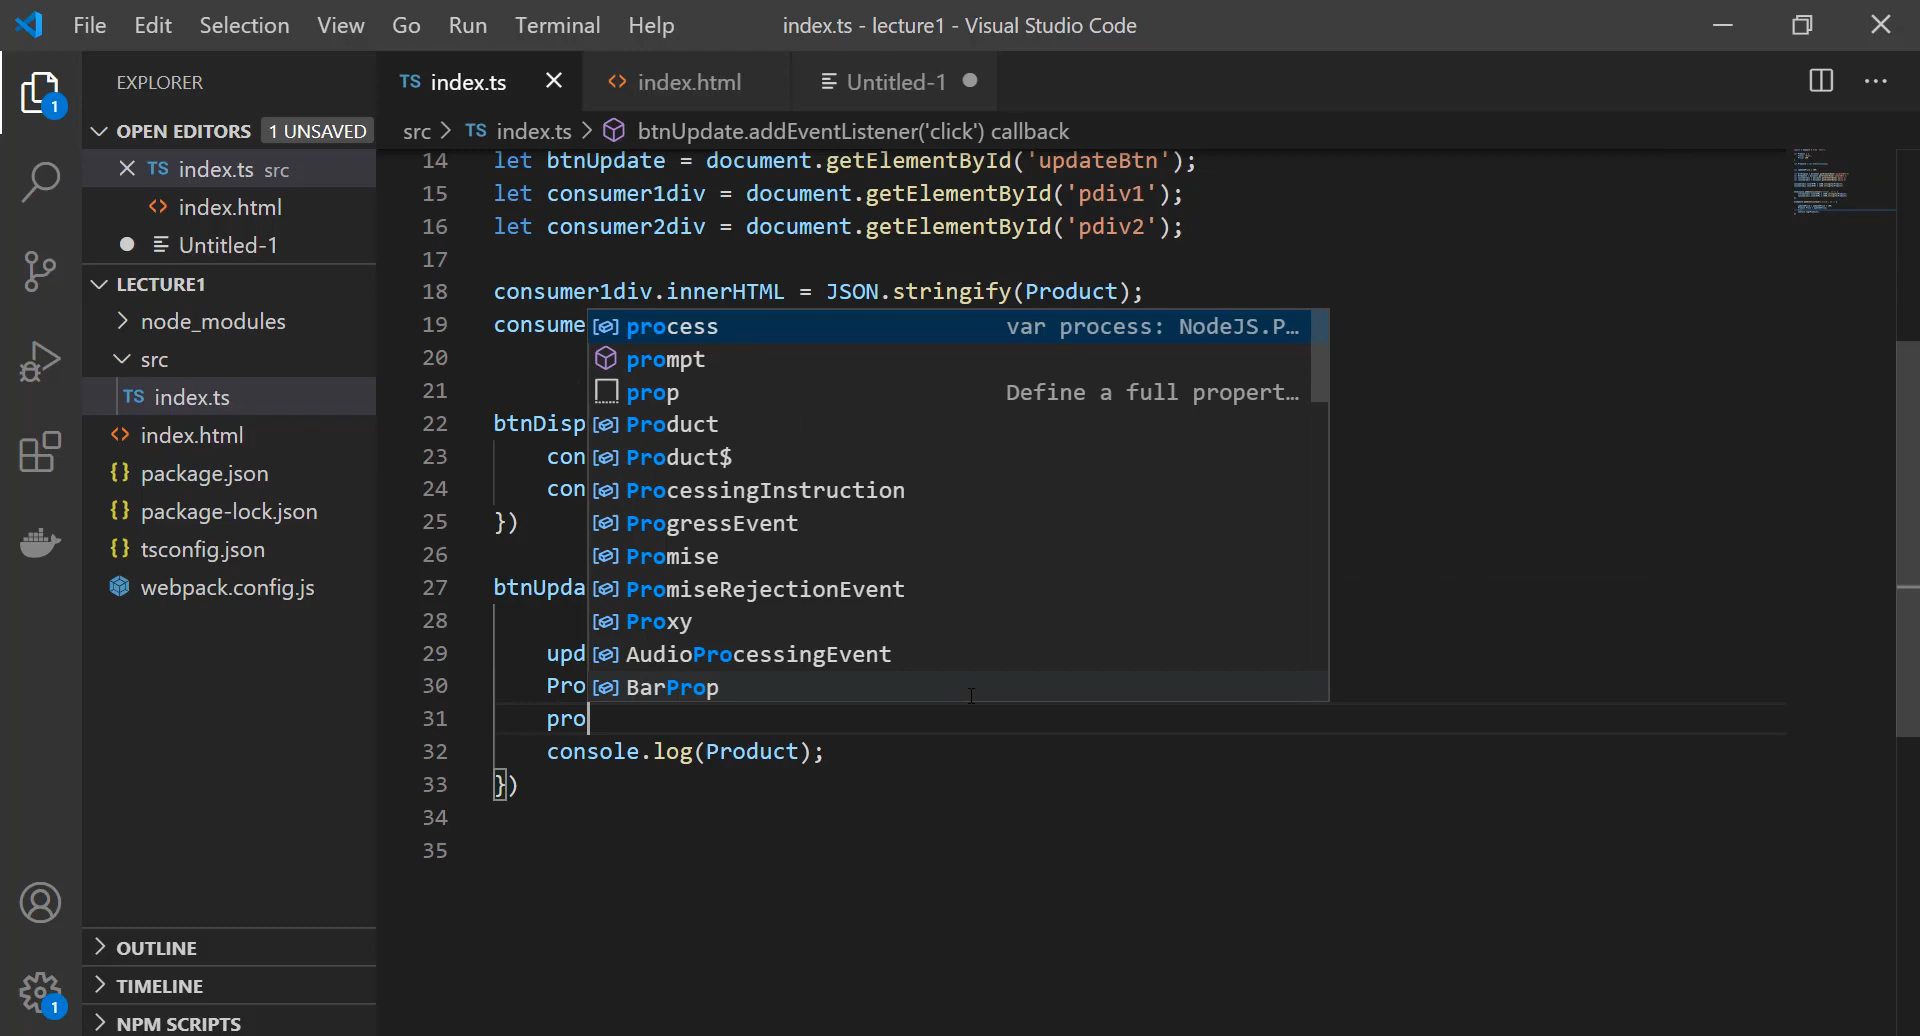 File Edit Selection View Go Run Terminal Help
index.ts - lecture1 - Visual Studio Code
EXPLORER
OPEN EDITORS 1 UNSAVED
TS index.ts src
index.html
Untitled-1
LECTURE1
node_modules
src
TS index.ts
index.html
{} package.json
{} package-lock.json
{} tsconfig.json
webpack.config.js
OUTLINE
TIMELINE
NPM SCRIPTS
1
1
TS index.ts
index.html
Untitled-1
src > TS index.ts > btnUpdate.addEventListener('click') callback
14 let btnUpdate = document.getElementById('updateBtn');
15 let consumer1div = document.getElementById('pdiv1');
16 let consumer2div = document.getElementById('pdiv2');
17
18 consumer1div.innerHTML = JSON.stringify(Product);
19 consume
20
21
22 btnDisp
23 con
24 con
25 })
26
27 btnUpda
28
29 upd
30 Pro
31 pro
32 console.log(Product);
33 })
34
35
process var process: NodeJS.P…
prompt
prop Define a full propert…
Product
Product$
ProcessingInstruction
ProgressEvent
Promise
PromiseRejectionEvent
Proxy
AudioProcessingEvent
BarProp